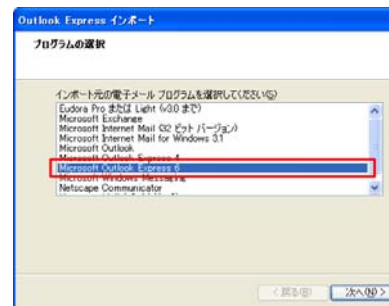 Outlook Express インポート
プログラムの選択
インポート元の電子メール プログラムを選択してください(S)
Eudora Pro または Light (v3.0 まで)
Microsoft Exchange
Microsoft Internet Mail (32 ビット バージョン)
Microsoft Internet Mail for Windows 3.1
Microsoft Outlook
Microsoft Outlook Express 4
Microsoft Outlook Express 6
Microsoft Windows Messaging
Netscape Communicator
< 戻る(B)
次へ(N) >